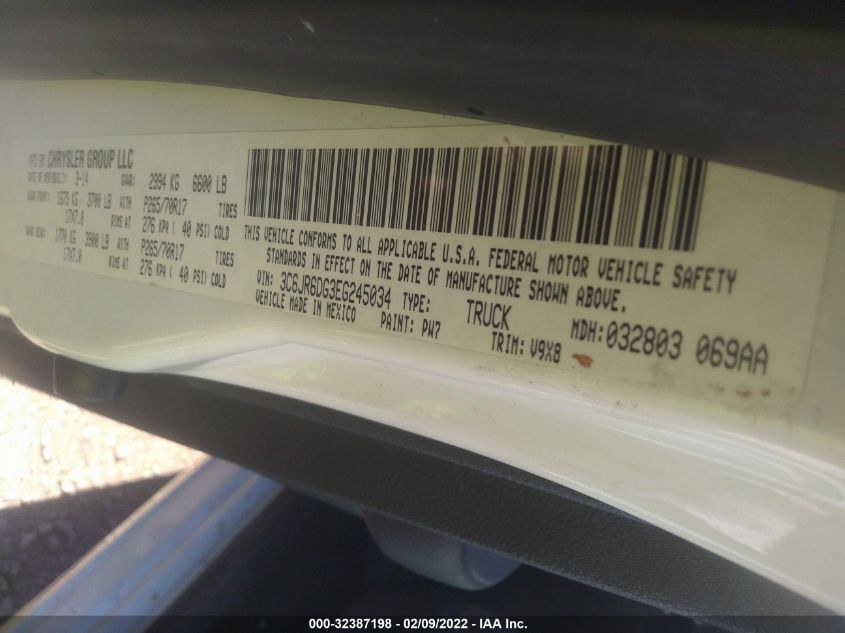 MFD BY CHRYSLER GROUP LLC
DATE OF MFR(BUILT): 3-14 GVWR: 2994 KG 6600 LB
GAWR FRONT: 1679 KG 3700 LB WITH P265/70R17 TIRES
17X7.0 RIMS AT 276 KPA ( 40 PSI) COLD
GAWR REAR: 1770 KG 3900 LB WITH P265/70R17 TIRES
17X7.0 RIMS AT 276 KPA ( 40 PSI) COLD
THIS VEHICLE CONFORMS TO ALL APPLICABLE U.S.A. FEDERAL MOTOR VEHICLE SAFETY
STANDARDS IN EFFECT ON THE DATE OF MANUFACTURE SHOWN ABOVE.
VIN: 3C6JR6DG3EG245034 TYPE: TRUCK MDH: 032803 069AA
VEHICLE MADE IN MEXICO PAINT: PW7 TRIM: V9X8
000-32387198 - 02/09/2022 - IAA Inc.